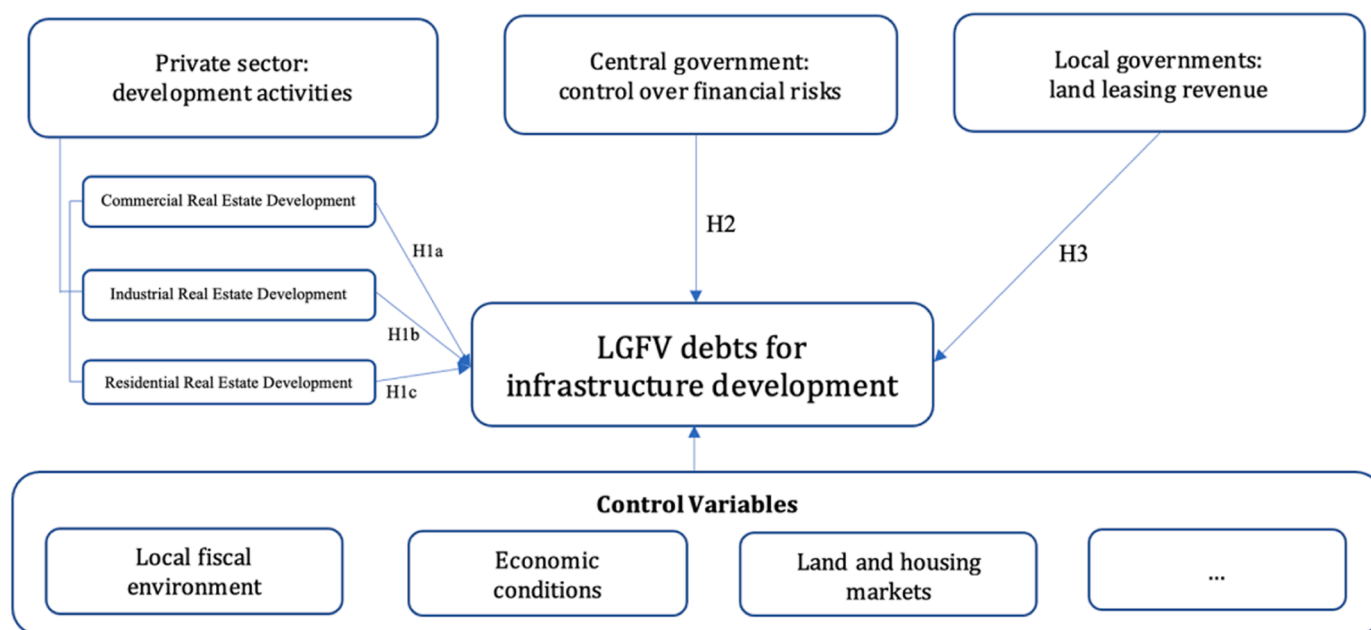 Private sector:
development activities
Central government:
control over financial risks
Local governments:
land leasing revenue
Commercial Real Estate Development
H1a
Industrial Real Estate Development
H1b
Residential Real Estate Development
H1c
H2
H3
LGFV debts for
infrastructure development
Control Variables
Local fiscal
environment
Economic
conditions
Land and housing
markets
...